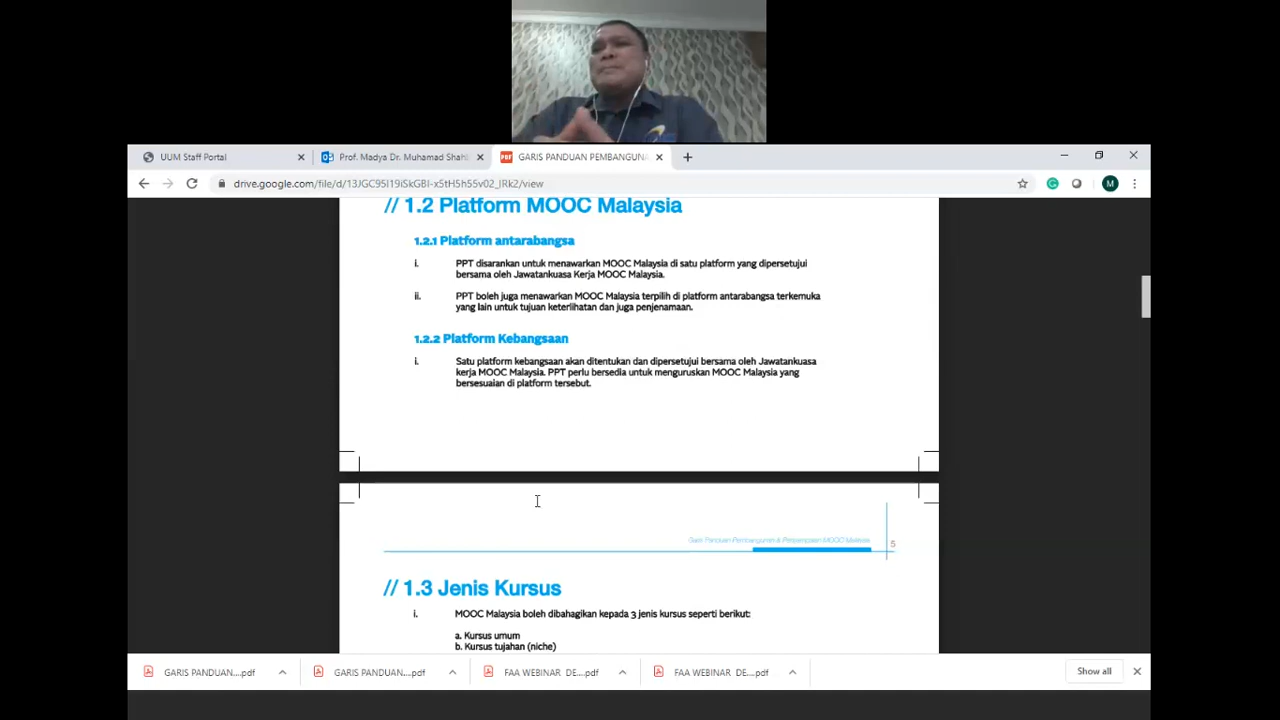 UUM Staff Portal
Prof. Madya Dr. Muhamad Shahb
GARIS PANDUAN PEMBANGUNA
drive.google.com/file/d/
/view
M
// 1.2 Platform MOOC Malaysia
1.2.1 Platform antarabangsa
i. PPT disarankan untuk menawarkan MOOC Malaysia di satu platform yang dipersetujui
bersama oleh Jawatankuasa Kerja MOOC Malaysia.
ii. PPT boleh juga menawarkan MOOC Malaysia terpilih di platform antarabangsa terkemuka
yang lain untuk tujuan keterlihatan dan juga penjenamaan.
1.2.2 Platform Kebangsaan
i. Satu platform kebangsaan akan ditentukan dan dipersetujui bersama oleh Jawatankuasa
kerja MOOC Malaysia. PPT perlu bersedia untuk menguruskan MOOC Malaysia yang
bersesuaian di platform tersebut.
Garis Panduan Pembangunan & Penyampaian MOOC Malaysia
5
// 1.3 Jenis Kursus
i. MOOC Malaysia boleh dibahagikan kepada 3 jenis kursus seperti berikut:
a. Kursus umum
b. Kursus tujahan (niche)
GARIS PANDUAN....pdf
GARIS PANDUAN....pdf
FAA WEBINAR DE....pdf
FAA WEBINAR DE....pdf
Show all